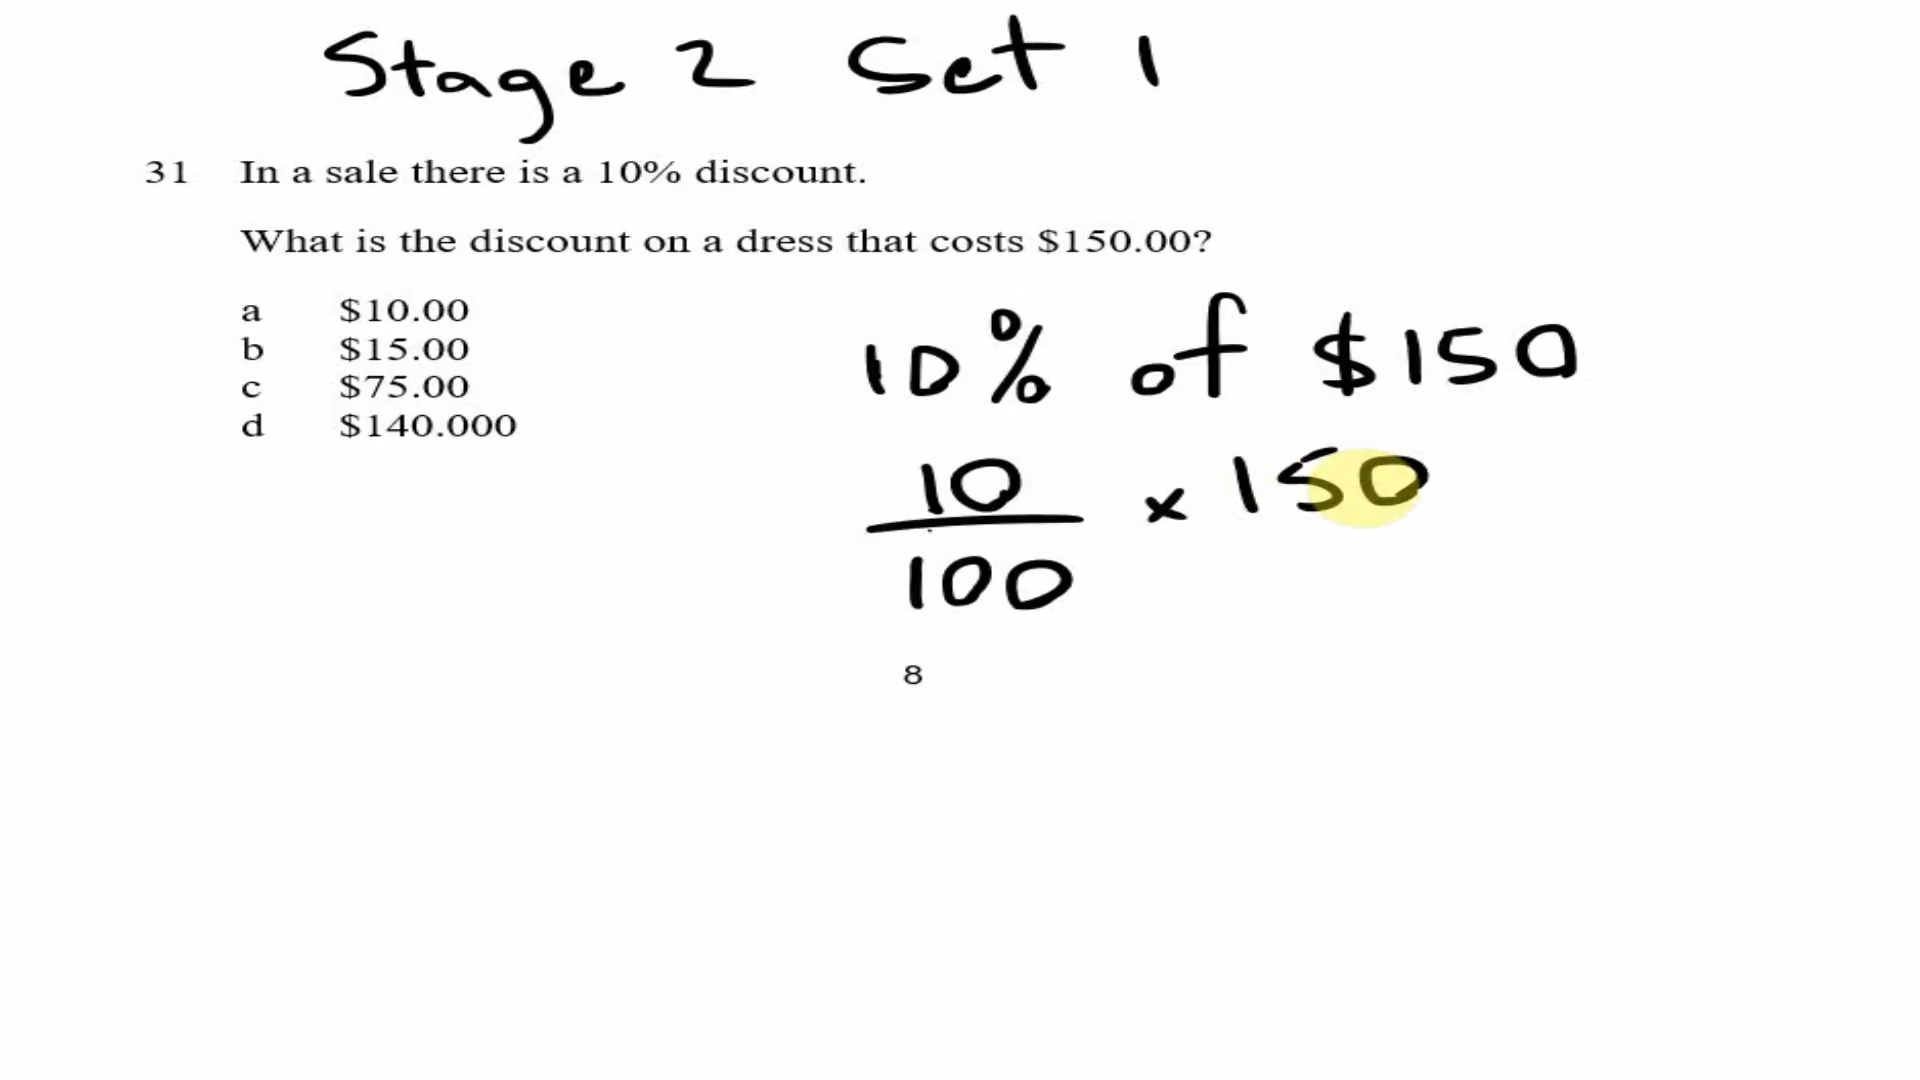 Stage 2 Set 1
31 In a sale there is a 10% discount.
What is the discount on a dress that costs $150.00?
a $10.00
b $15.00
c $75.00
d $140.000
10% of $150
10
100
× 150
8